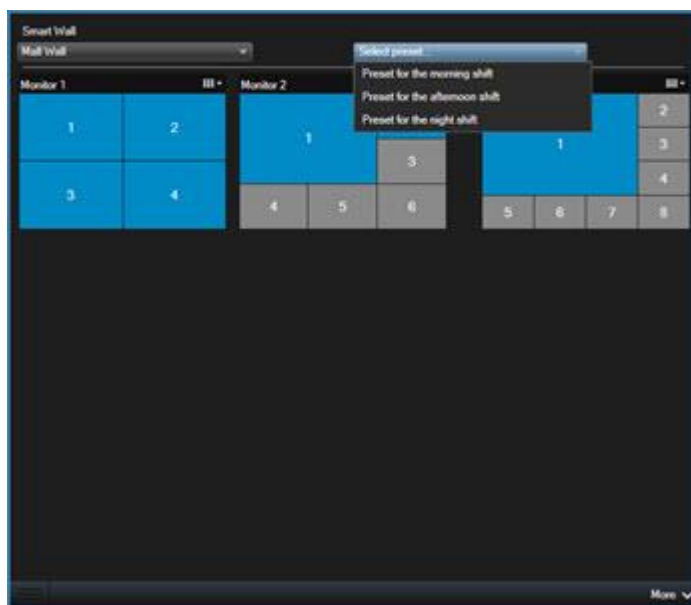 Smart Wall
Mall Wall
Select preset...
Preset for the morning shift
Preset for the afternoon shift
Preset for the night shift
Monitor 1
Monitor 2
1 2
3 4
1
3
4 5 6
1
2
3
4
5 6 7 8
More